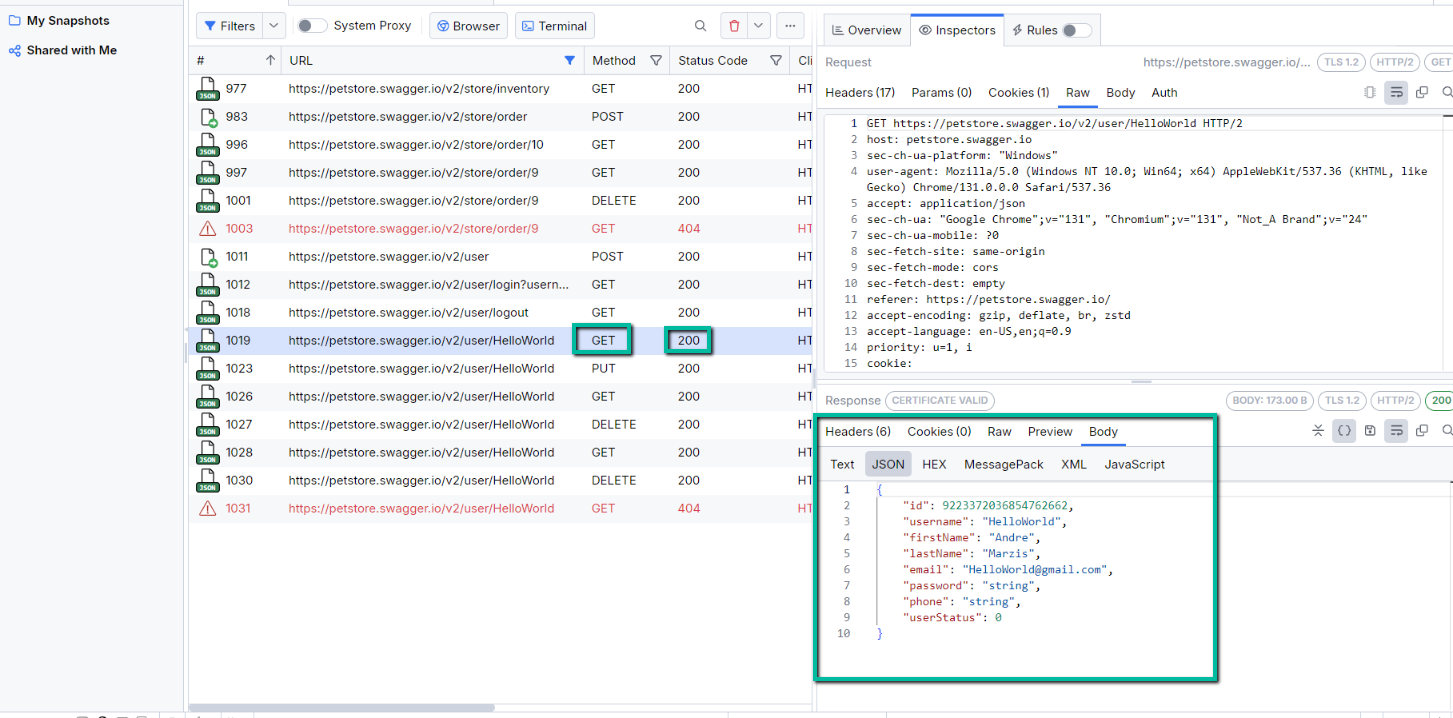 My Snapshots
Shared with Me
Filters
System Proxy
Browser
Terminal
# URL Method Status Code Cli
JSON 977 https://petstore.swagger.io/v2/store/inventory GET 200 HT
983 https://petstore.swagger.io/v2/store/order POST 200 HT
JSON 996 https://petstore.swagger.io/v2/store/order/10 GET 200 HT
JSON 997 https://petstore.swagger.io/v2/store/order/9 GET 200 HT
JSON 1001 https://petstore.swagger.io/v2/store/order/9 DELETE 200 HT
1003 https://petstore.swagger.io/v2/store/order/9 GET 404 HT
1011 https://petstore.swagger.io/v2/user POST 200 HT
JSON 1012 https://petstore.swagger.io/v2/user/login?usern... GET 200 HT
JSON 1018 https://petstore.swagger.io/v2/user/logout GET 200 HT
JSON 1019 https://petstore.swagger.io/v2/user/HelloWorld GET 200 HT
JSON 1023 https://petstore.swagger.io/v2/user/HelloWorld PUT 200 HT
JSON 1026 https://petstore.swagger.io/v2/user/HelloWorld GET 200 HT
JSON 1027 https://petstore.swagger.io/v2/user/HelloWorld DELETE 200 HT
JSON 1028 https://petstore.swagger.io/v2/user/HelloWorld GET 200 HT
JSON 1030 https://petstore.swagger.io/v2/user/HelloWorld DELETE 200 HT
1031 https://petstore.swagger.io/v2/user/HelloWorld GET 404 HT
Overview Inspectors Rules
Request https://petstore.swagger.io/... TLS 1.2 HTTP/2 GET
Headers (17) Params (0) Cookies (1) Raw Body Auth
1 GET https://petstore.swagger.io/v2/user/HelloWorld HTTP/2
2 host: petstore.swagger.io
3 sec-ch-ua-platform: "Windows"
4 user-agent: Mozilla/5.0 (Windows NT 10.0; Win64; x64) AppleWebKit/537.36 (KHTML, like
Gecko) Chrome/131.0.0.0 Safari/537.36
5 accept: application/json
6 sec-ch-ua: "Google Chrome";v="131", "Chromium";v="131", "Not_A Brand";v="24"
7 sec-ch-ua-mobile: ?0
8 sec-fetch-site: same-origin
9 sec-fetch-mode: cors
10 sec-fetch-dest: empty
11 referer: https://petstore.swagger.io/
12 accept-encoding: gzip, deflate, br, zstd
13 accept-language: en-US,en;q=0.9
14 priority: u=1, i
15 cookie:
Response CERTIFICATE VALID BODY: 173.00 B TLS 1.2 HTTP/2 200
Headers (6) Cookies (0) Raw Preview Body
Text JSON HEX MessagePack XML JavaScript
1 {
2 "id": 9223372036854762662,
3 "username": "HelloWorld",
4 "firstName": "Andre",
5 "lastName": "Marzis",
6 "email": "HelloWorld@gmail.com",
7 "password": "string",
8 "phone": "string",
9 "userStatus": 0
10 }